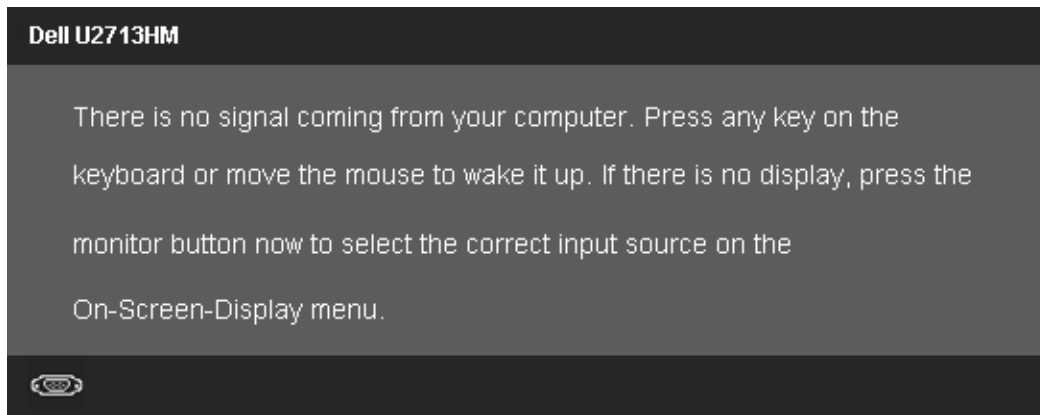 Dell U2713HM
There is no signal coming from your computer. Press any key on the
keyboard or move the mouse to wake it up. If there is no display, press the
monitor button now to select the correct input source on the
On-Screen-Display menu.